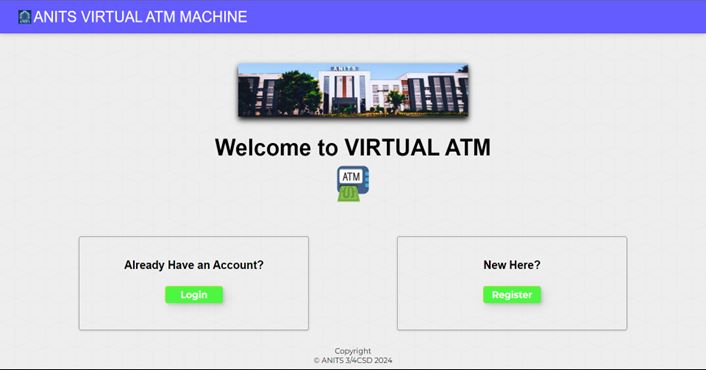 ANITS VIRTUAL ATM MACHINE
ANITS
Welcome to VIRTUAL ATM
ATM
Already Have an Account?
New Here?
Login
Register
Copyright
© ANITS 3/4CSD 2024